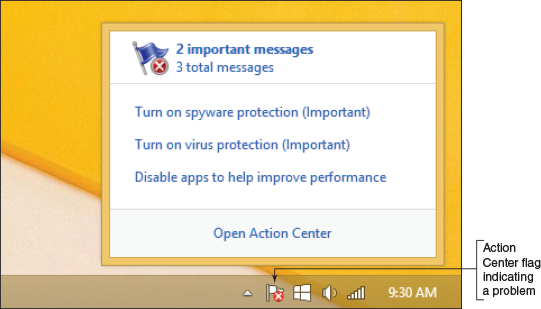 2 important messages
3 total messages
Turn on spyware protection (Important)
Turn on virus protection (Important)
Disable apps to help improve performance
Open Action Center
9:30 AM
Action
Center flag
indicating
a problem